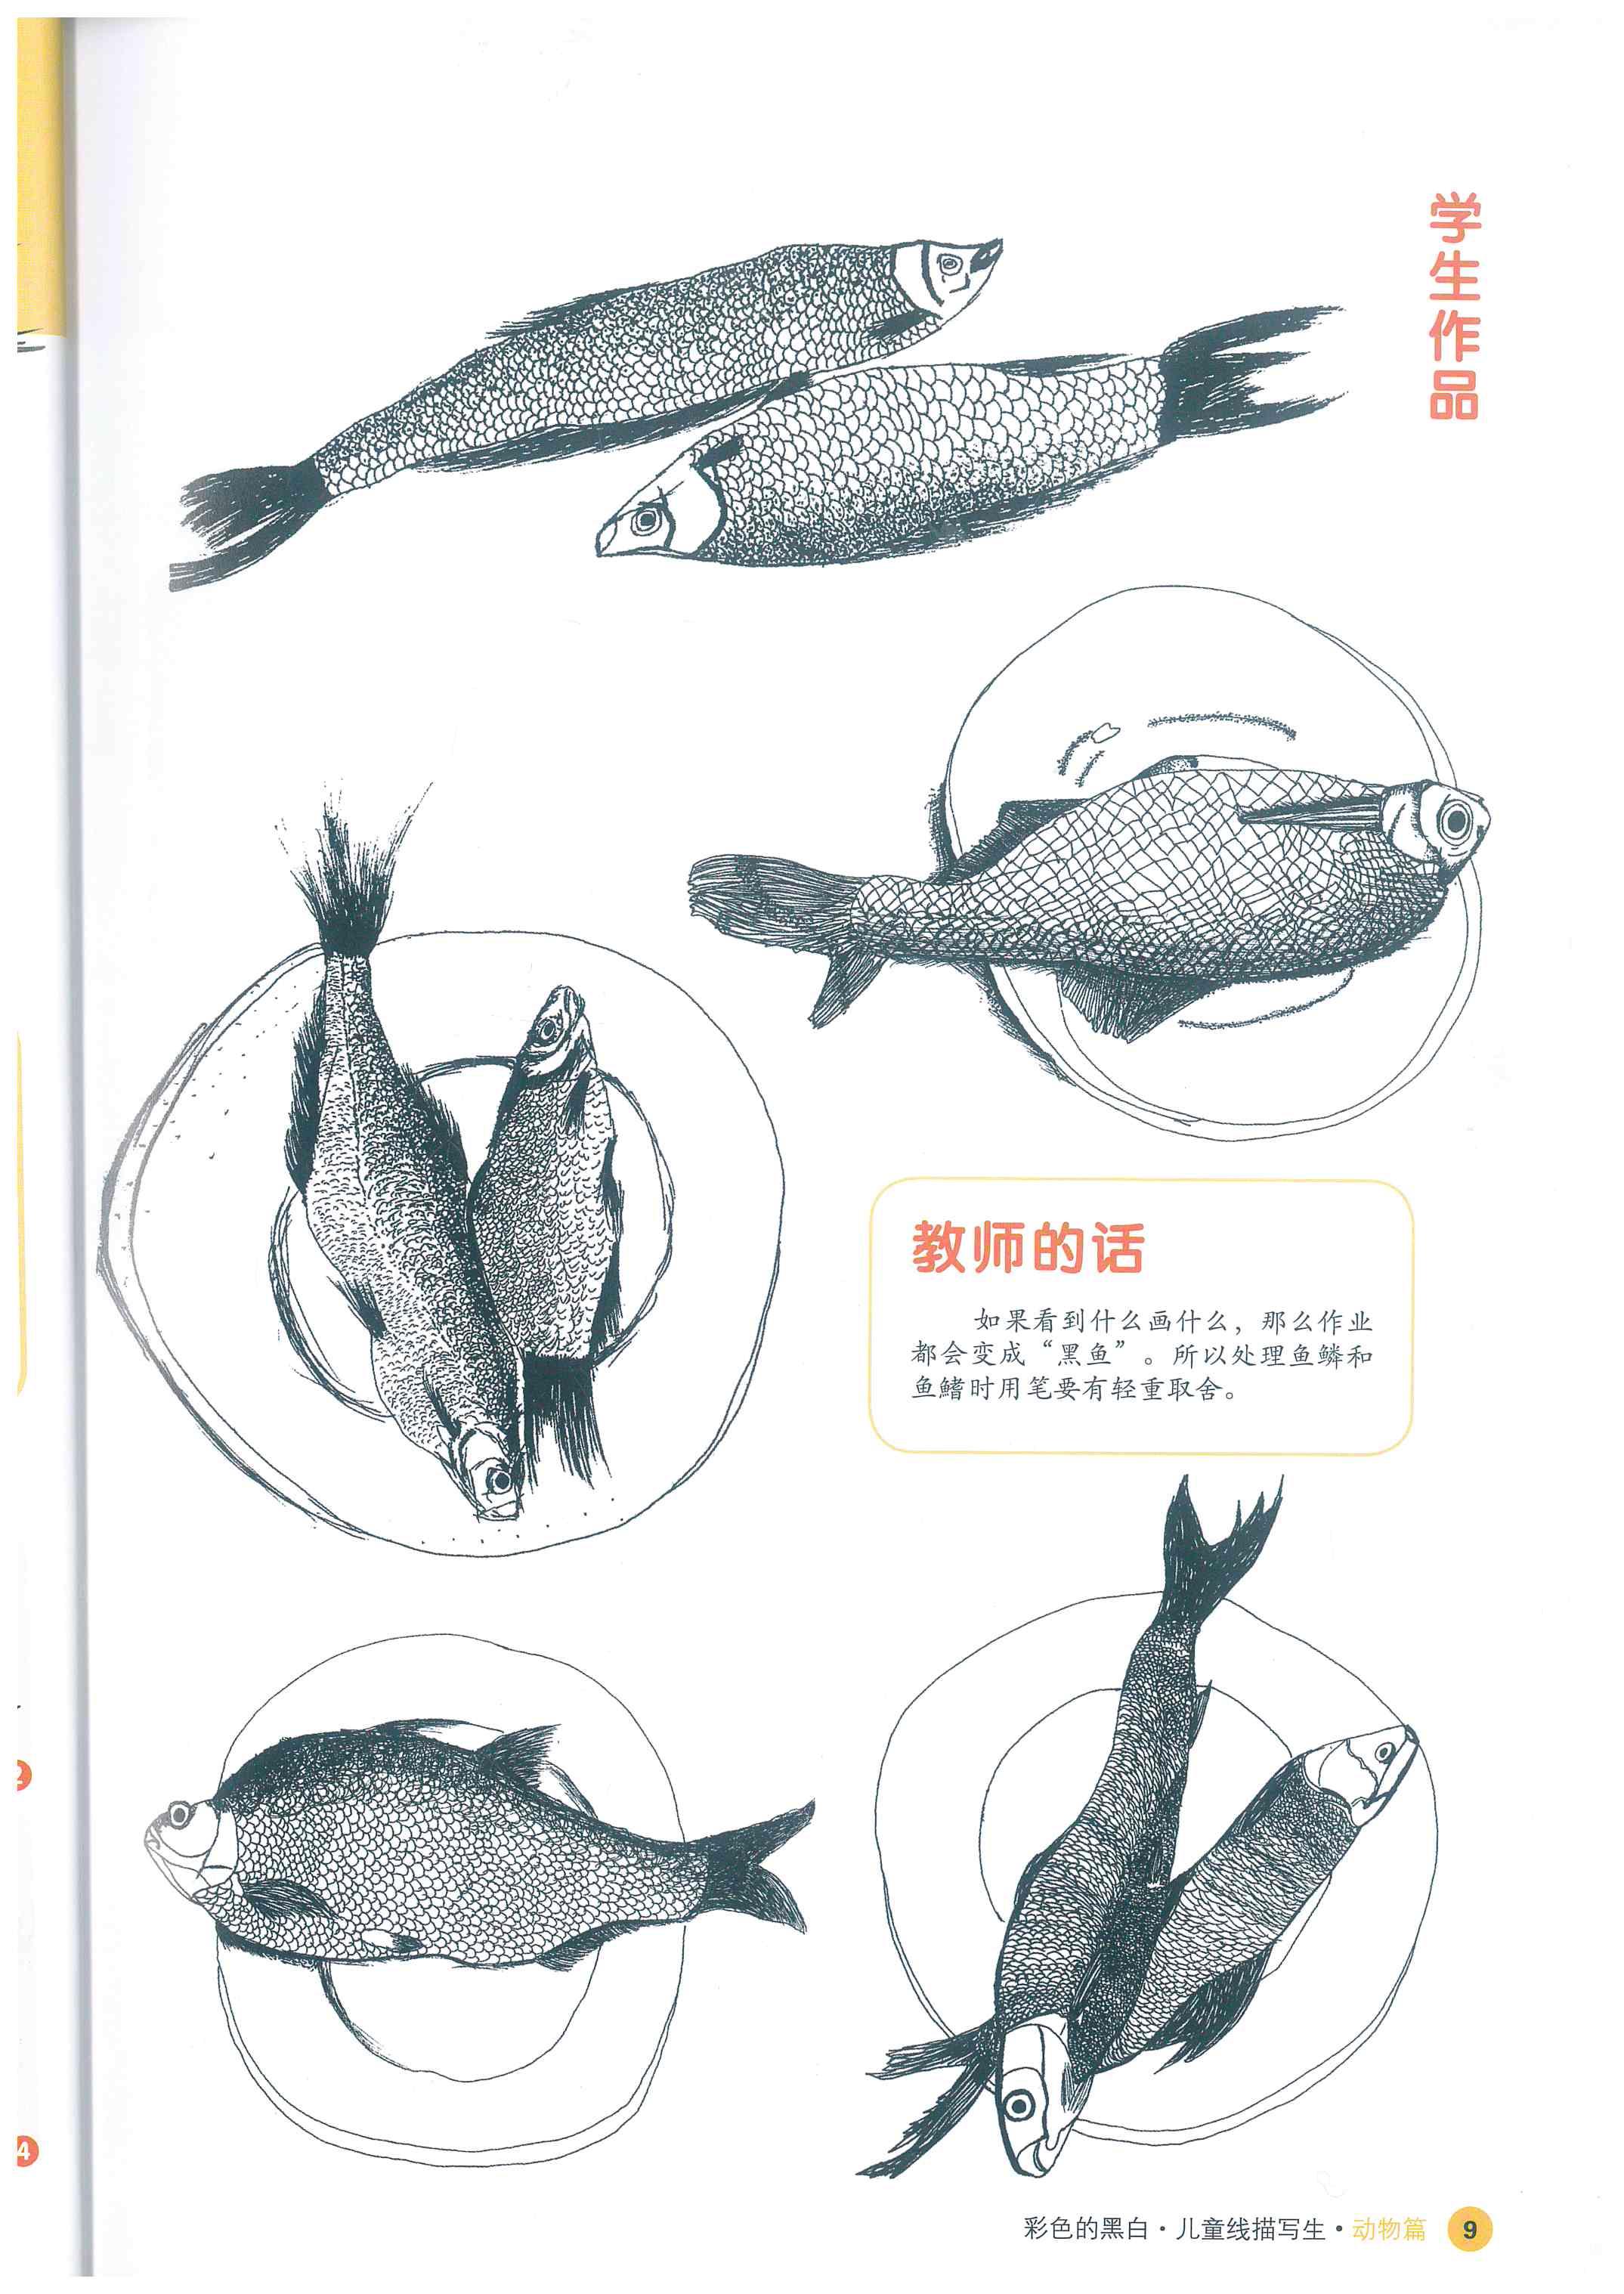 学生作品
教师的话
如果看到什么画什么，那么作业
都会变成“黑鱼”。所以处理鱼鳞和
鱼鳍时用笔要有轻重取舍。
彩色的黑白·儿童线描写生·动物篇 9
2
4